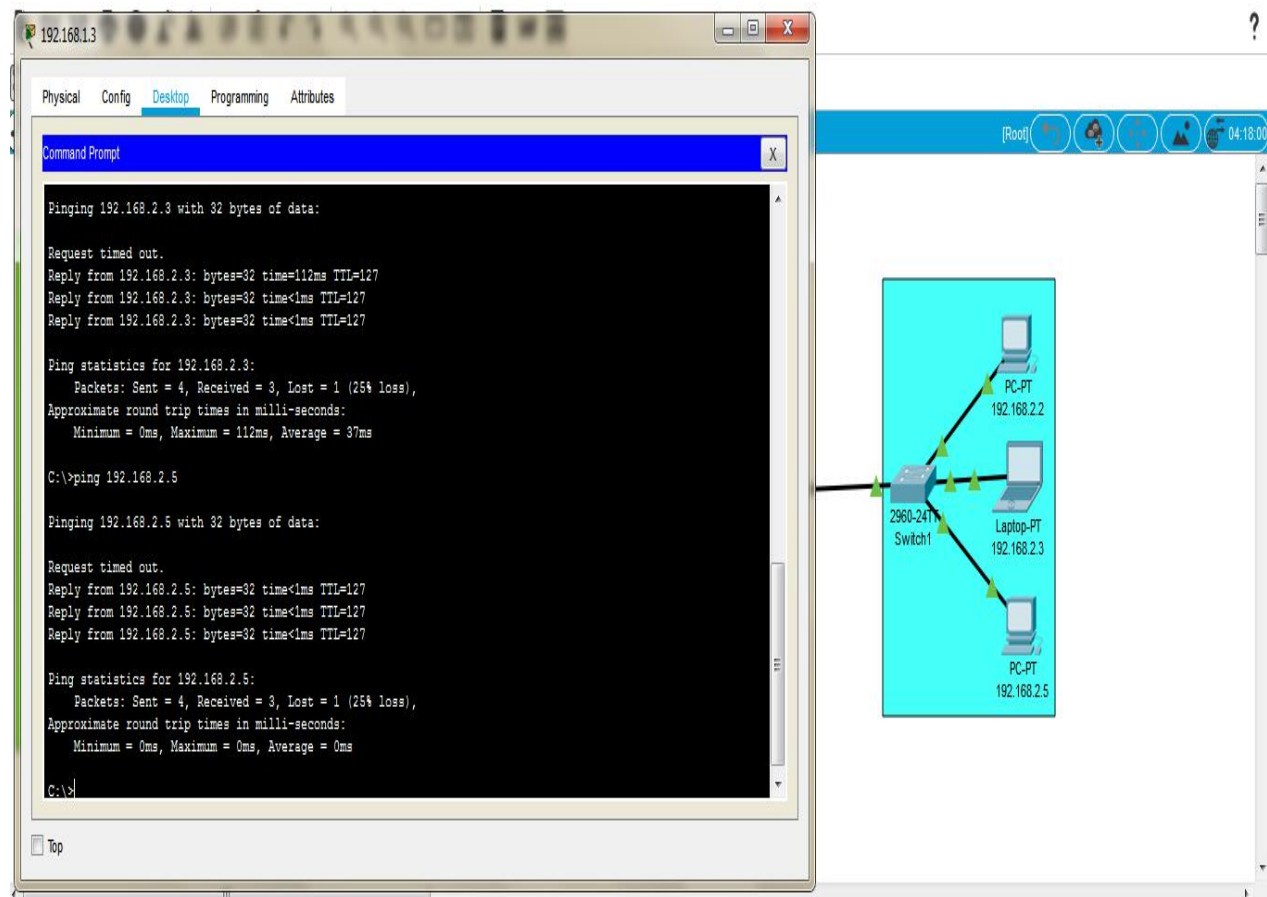 192.168.1.3
?
Physical Config Desktop Programming Attributes
[Root] 04:18:00
Command Prompt X
Pinging 192.168.2.3 with 32 bytes of data:
Request timed out.
Reply from 192.168.2.3: bytes=32 time=112ms TTL=127
Reply from 192.168.2.3: bytes=32 time<1ms TTL=127
Reply from 192.168.2.3: bytes=32 time<1ms TTL=127
Ping statistics for 192.168.2.3:
Packets: Sent = 4, Received = 3, Lost = 1 (25% loss),
Approximate round trip times in milli-seconds:
Minimum = 0ms, Maximum = 112ms, Average = 37ms
C:\>ping 192.168.2.5
Pinging 192.168.2.5 with 32 bytes of data:
Request timed out.
Reply from 192.168.2.5: bytes=32 time<1ms TTL=127
Reply from 192.168.2.5: bytes=32 time<1ms TTL=127
Reply from 192.168.2.5: bytes=32 time<1ms TTL=127
Ping statistics for 192.168.2.5:
Packets: Sent = 4, Received = 3, Lost = 1 (25% loss),
Approximate round trip times in milli-seconds:
Minimum = 0ms, Maximum = 0ms, Average = 0ms
C:\>
Top
PC-PT
192.168.2.2
2960-24TT
Switch1
Laptop-PT
192.168.2.3
PC-PT
192.168.2.5